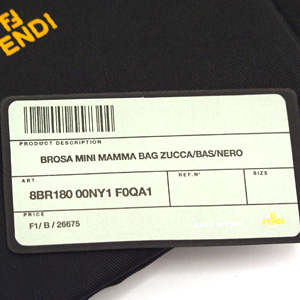 FENDI
PRODUCT DESCRIPTION
BROSA MINI MAMMA BAG ZUCCA/BAS/NERO
ART. REF.N° SIZE
8BR180 00NY1 F0QA1
PRICE
F1/ B / 26675
FENDI